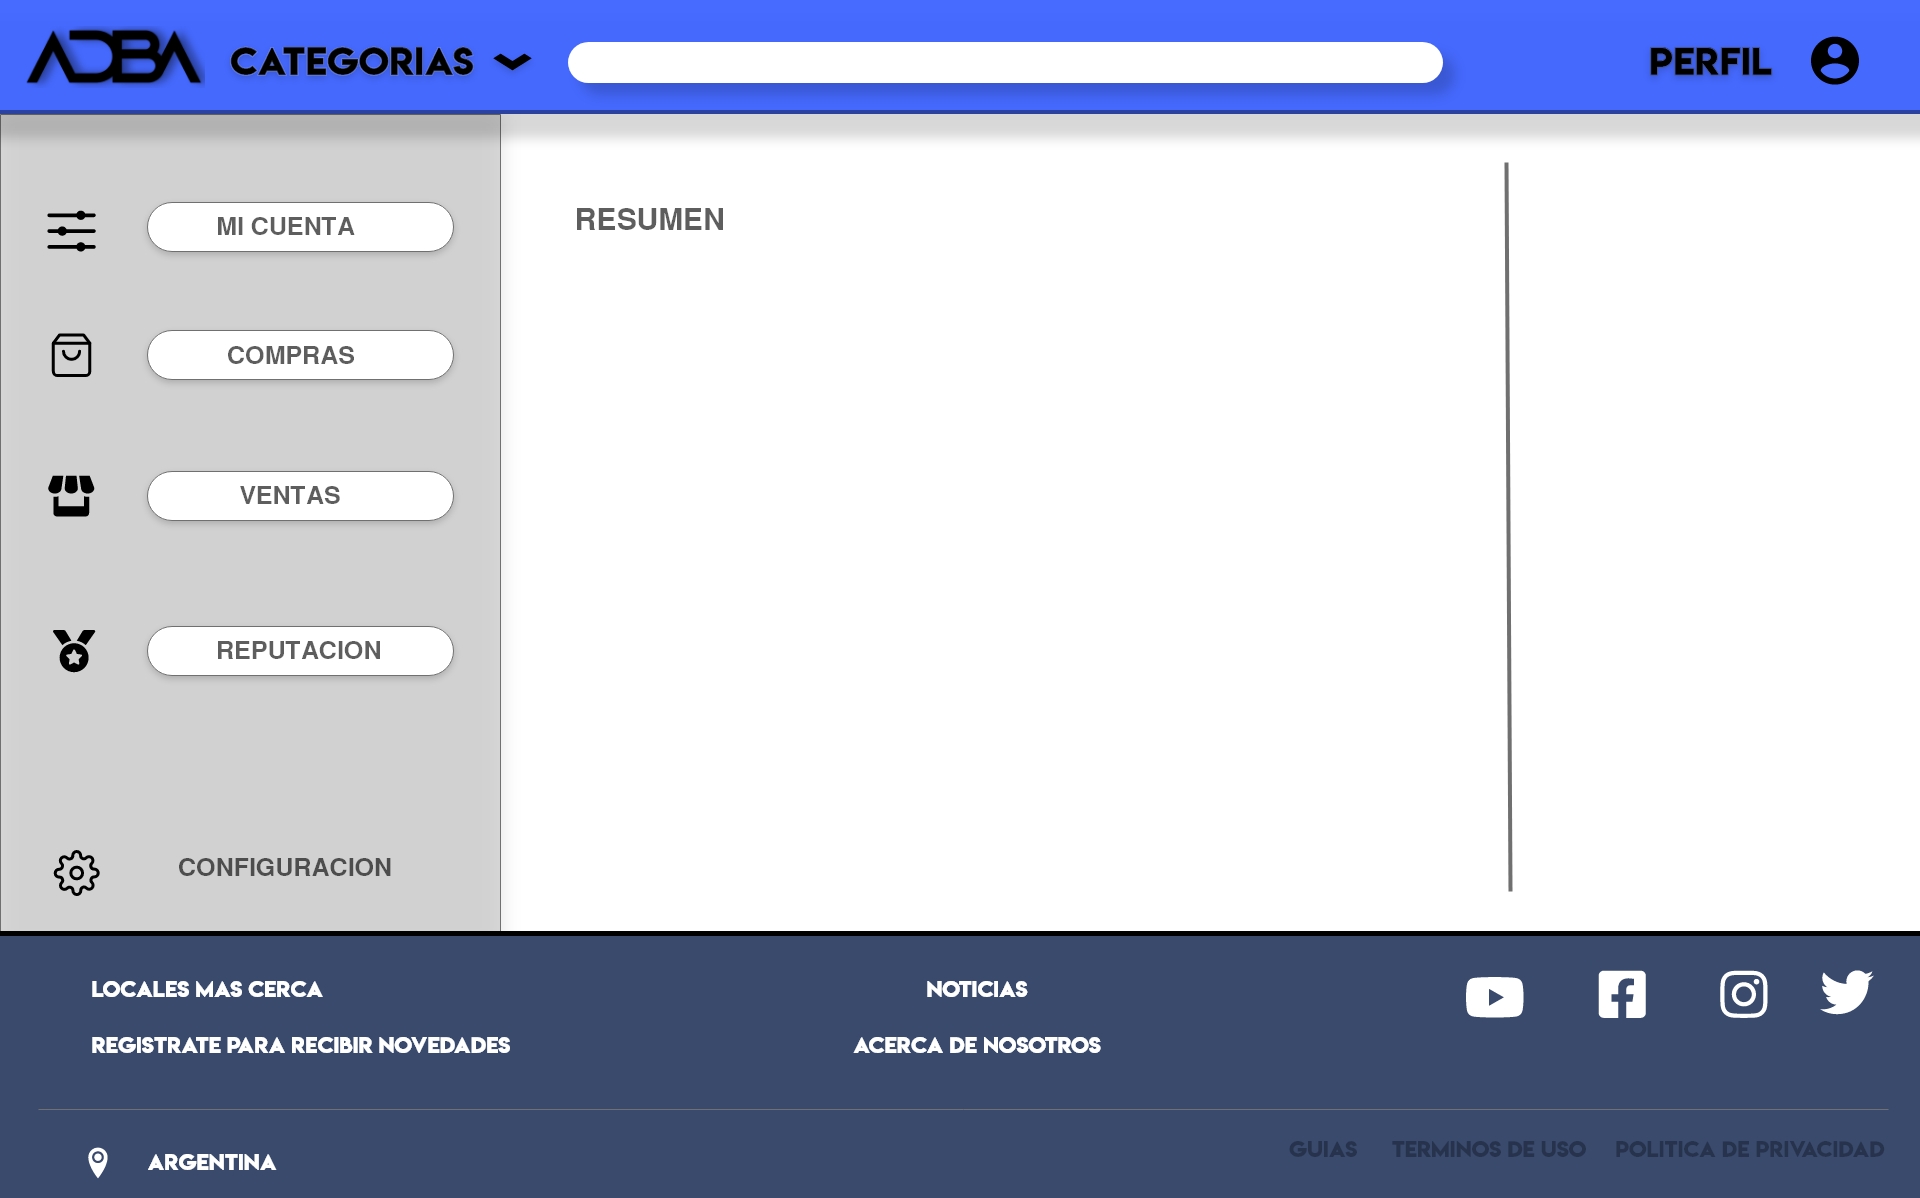 ADBA CATEGORIAS PERFIL
MI CUENTA
RESUMEN
COMPRAS
VENTAS
REPUTACION
CONFIGURACION
LOCALES MAS CERCA
NOTICIAS
REGISTRATE PARA RECIBIR NOVEDADES
ACERCA DE NOSOTROS
ARGENTINA
GUIAS TERMINOS DE USO POLITICA DE PRIVACIDAD